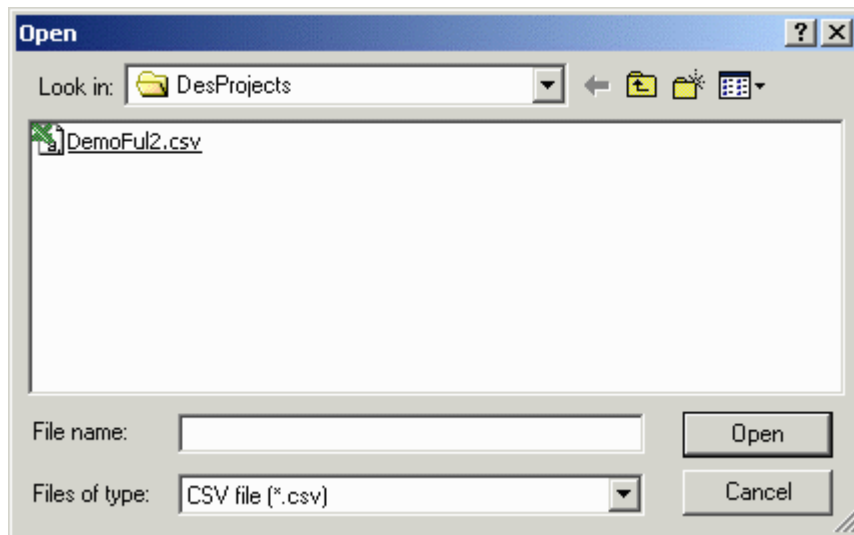 Open
Look in: DesProjects
DemoFul2.csv
File name: Open
Files of type: CSV file (*.csv) Cancel